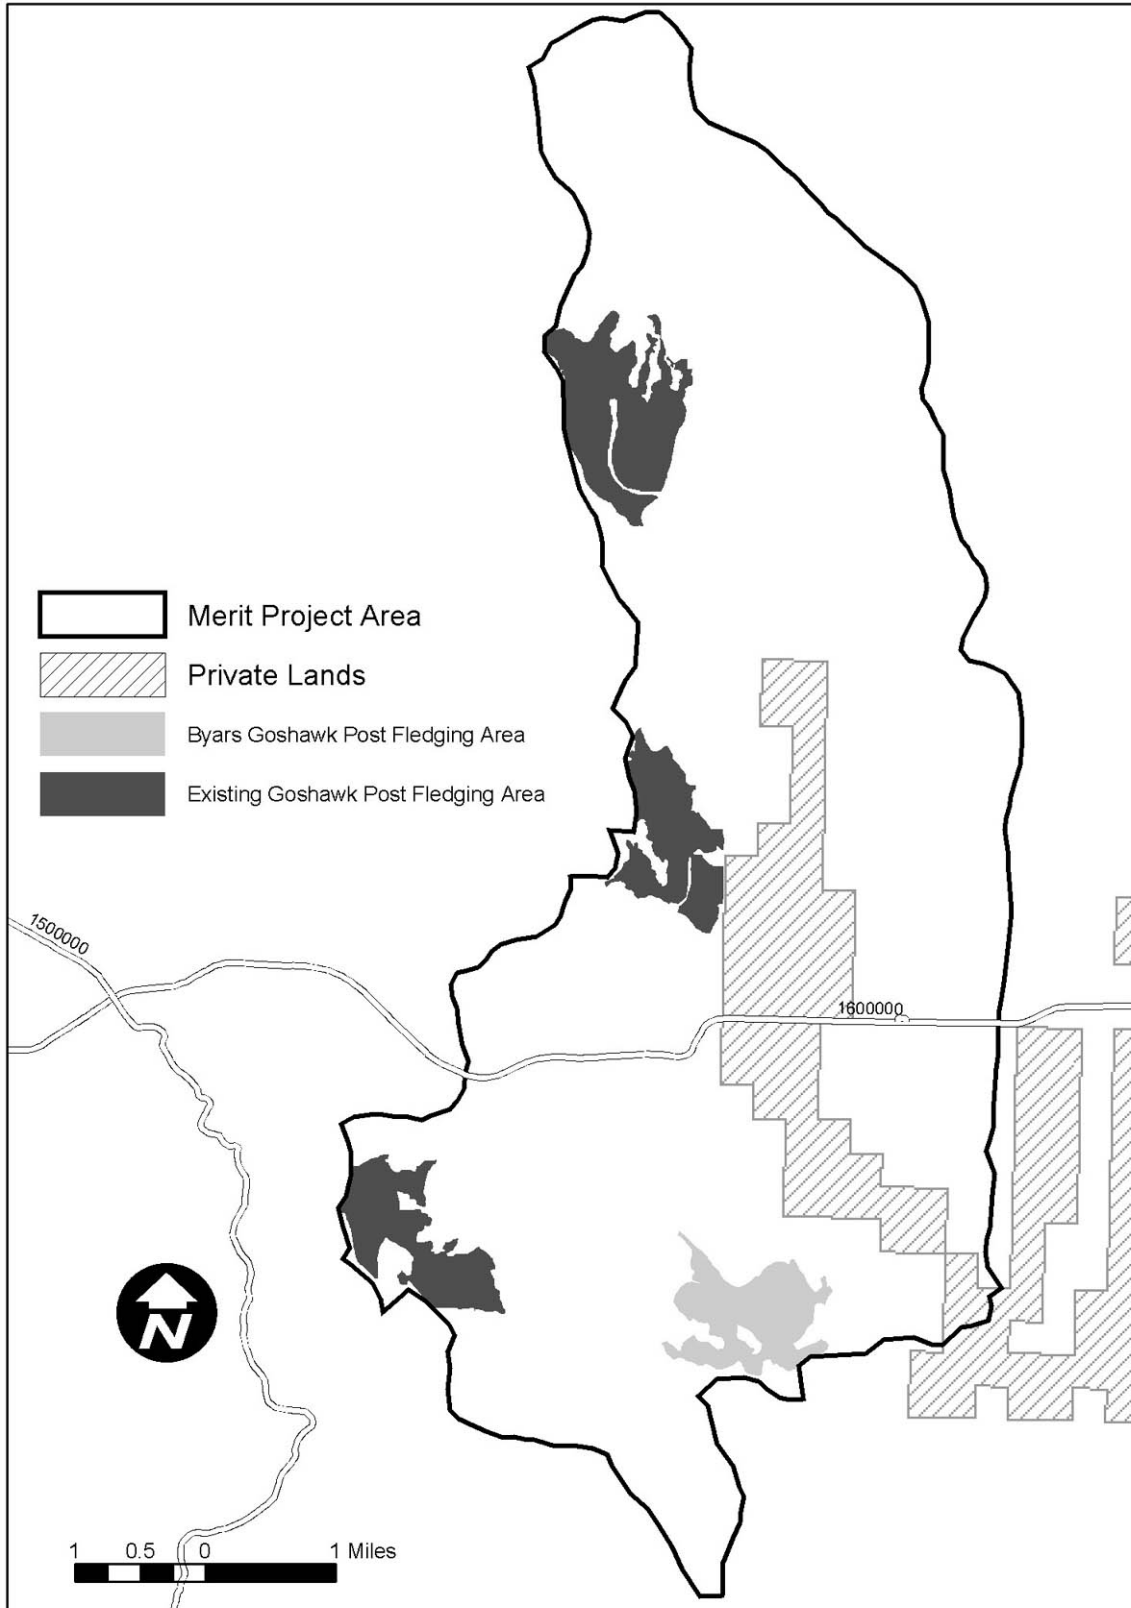 Merit Project Area
Private Lands
Byars Goshawk Post Fledging Area
Existing Goshawk Post Fledging Area
1500000
1600000
N
1 0.5 0 1 Miles